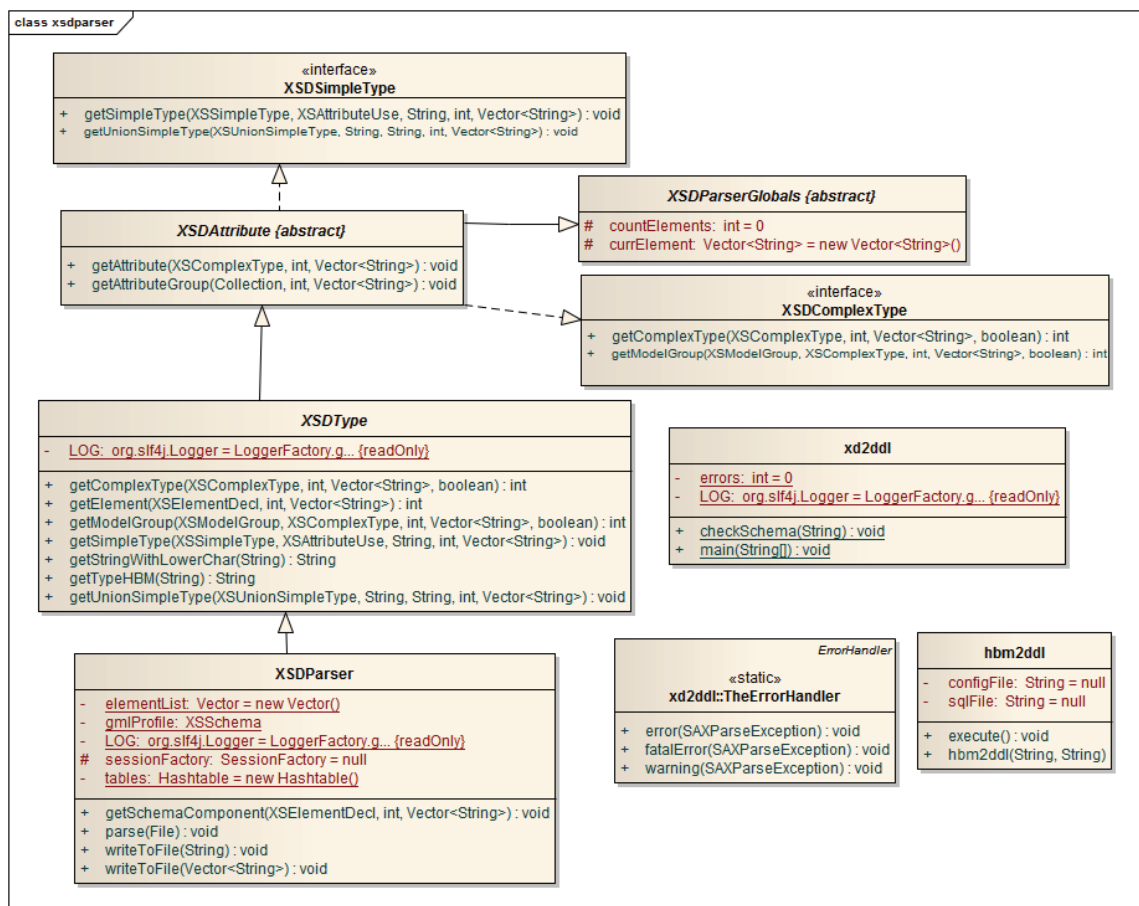 class xsdparser
«interface»
XSDSimpleType
+ getSimpleType(XSSimpleType, XSAttributeUse, String, int, Vector<String>) : void
+ getUnionSimpleType(XSUnionSimpleType, String, String, int, Vector<String>) : void
XSDAttribute {abstract}
+ getAttribute(XSComplexType, int, Vector<String>) : void
+ getAttributeGroup(Collection, int, Vector<String>) : void
XSDParserGlobals {abstract}
# countElements: int = 0
# currElement: Vector<String> = new Vector<String>()
«interface»
XSDComplexType
+ getComplexType(XSComplexType, int, Vector<String>, boolean) : int
+ getModelGroup(XSModelGroup, XSComplexType, int, Vector<String>, boolean) : int
XSDType
- LOG: org.slf4j.Logger = LoggerFactory.g... {readOnly}
+ getComplexType(XSComplexType, int, Vector<String>, boolean) : int
+ getElement(XSElementDecl, int, Vector<String>) : int
+ getModelGroup(XSModelGroup, XSComplexType, int, Vector<String>, boolean) : int
+ getSimpleType(XSSimpleType, XSAttributeUse, String, int, Vector<String>) : void
+ getStringWithLowerChar(String) : String
+ getTypeHBM(String) : String
+ getUnionSimpleType(XSUnionSimpleType, String, String, int, Vector<String>) : void
xd2ddl
- errors: int = 0
- LOG: org.slf4j.Logger = LoggerFactory.g... {readOnly}
+ checkSchema(String) : void
+ main(String[]) : void
XSDParser
- elementList: Vector = new Vector()
- gmlProfile: XSSchema
- LOG: org.slf4j.Logger = LoggerFactory.g... {readOnly}
# sessionFactory: SessionFactory = null
- tables: Hashtable = new Hashtable()
+ getSchemaComponent(XSElementDecl, int, Vector<String>) : void
+ parse(File) : void
+ writeToFile(String) : void
+ writeToFile(Vector<String>) : void
ErrorHandler
«static»
xd2ddl::TheErrorHandler
+ error(SAXParseException) : void
+ fatalError(SAXParseException) : void
+ warning(SAXParseException) : void
hbm2ddl
- configFile: String = null
- sqlFile: String = null
+ execute() : void
+ hbm2ddl(String, String)